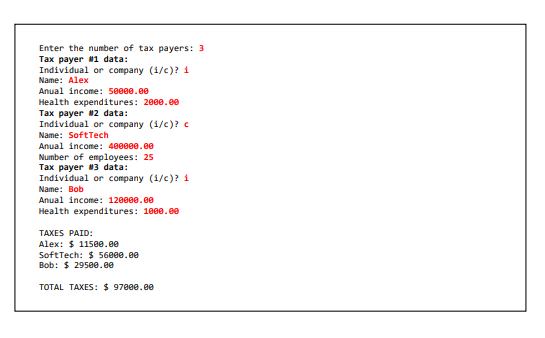 Enter the number of tax payers: 3
Tax payer #1 data:
Individual or company (i/c)? i
Name: Alex
Anual income: 50000.00
Health expenditures: 2000.00
Tax payer #2 data:
Individual or company (i/c)? c
Name: SoftTech
Anual income: 400000.00
Number of employees: 25
Tax payer #3 data:
Individual or company (i/c)? i
Name: Bob
Anual income: 120000.00
Health expenditures: 1000.00
TAXES PAID:
Alex: $ 11500.00
SoftTech: $ 56000.00
Bob: $ 29500.00
TOTAL TAXES: $ 97000.00